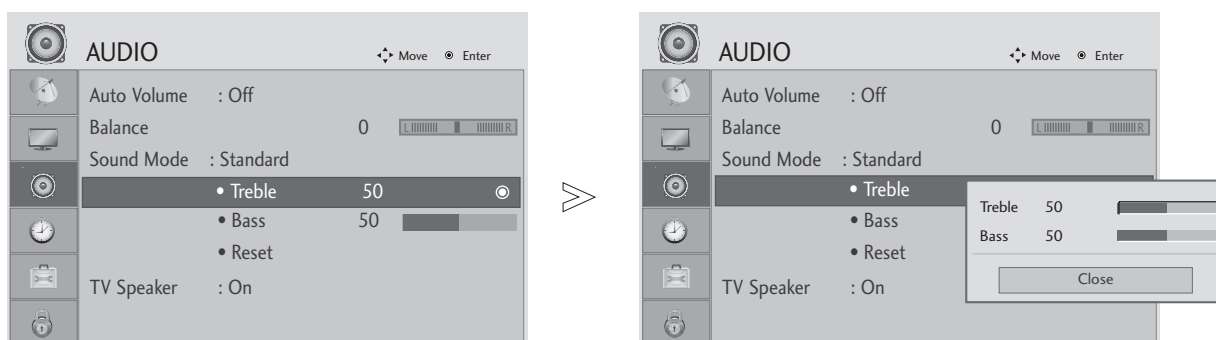 AUDIO Move Enter
Auto Volume : Off
Balance 0 L R
Sound Mode : Standard
• Treble 50
• Bass 50
• Reset
TV Speaker : On
AUDIO Move Enter
Auto Volume : Off
Balance 0 L R
Sound Mode : Standard
• Treble
• Bass
• Reset
TV Speaker : On
Treble 50
Bass 50
Close